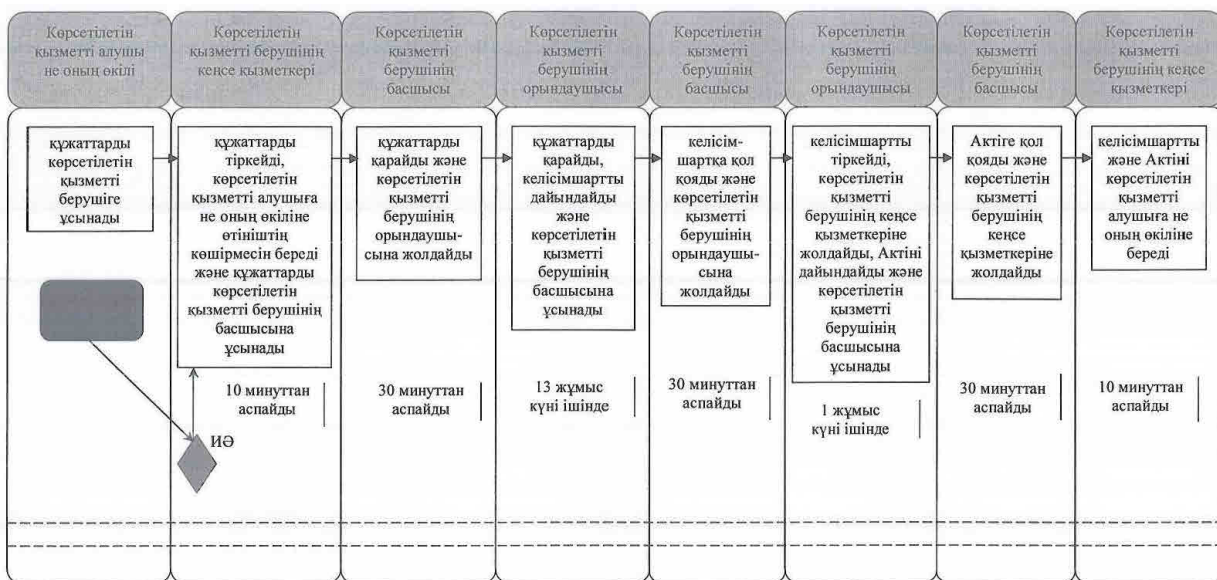 Көрсетілетін
қызметті алушы
не оның өкілі
Көрсетілетін
қызметті берушінің
кеңсе қызметкері
Көрсетілетін
қызметті
берушінің
басшысы
Көрсетілетін
қызметті
берушінің
орындаушысы
Көрсетілетін
қызметті
берушінің
басшысы
Көрсетілетін
қызметті
берушінің
орындаушысы
Көрсетілетін
қызметті
берушінің
басшысы
Көрсетілетін
қызметті
берушінің кеңсе
қызметкері
құжаттарды
көрсетілетін
қызметті
берушіге
ұсынады
құжаттарды
тіркейді,
көрсетілетін
қызметті алушыға
не оның өкіліне
өтініштің
көшірмесін береді
және құжаттарды
көрсетілетін
қызметті берушінің
басшысына
ұсынады
құжаттарды
қарайды және
көрсетілетін
қызметті
берушінің
орындаушы-
сына жолдайды
құжаттарды
қарайды,
келісімшартты
дайындайды
және
көрсетілетін
қызметті
берушінің
басшысына
ұсынады
келісім-
шартқа қол
қояды және
көрсетілетін
қызметті
берушінің
орындаушы-
сына
жолдайды
келісімшартты
тіркейді,
көрсетілетін
қызметті
берушінің кеңсе
қызметкеріне
жолдайды, Актіні
дайындайды және
көрсетілетін
қызметті
берушінің
басшысына
ұсынады
Актіге қол
қояды және
көрсетілетін
қызметті
берушінің
кеңсе
қызметкеріне
жолдайды
келісімшартты
және Актіні
көрсетілетін
қызметті
алушыға не
оның өкіліне
береді
10 минуттан
аспайды
30 минуттан
аспайды
13 жұмыс
күні ішінде
30 минуттан
аспайды
1 жұмыс
күні ішінде
30 минуттан
аспайды
10 минуттан
аспайды
ИӘ